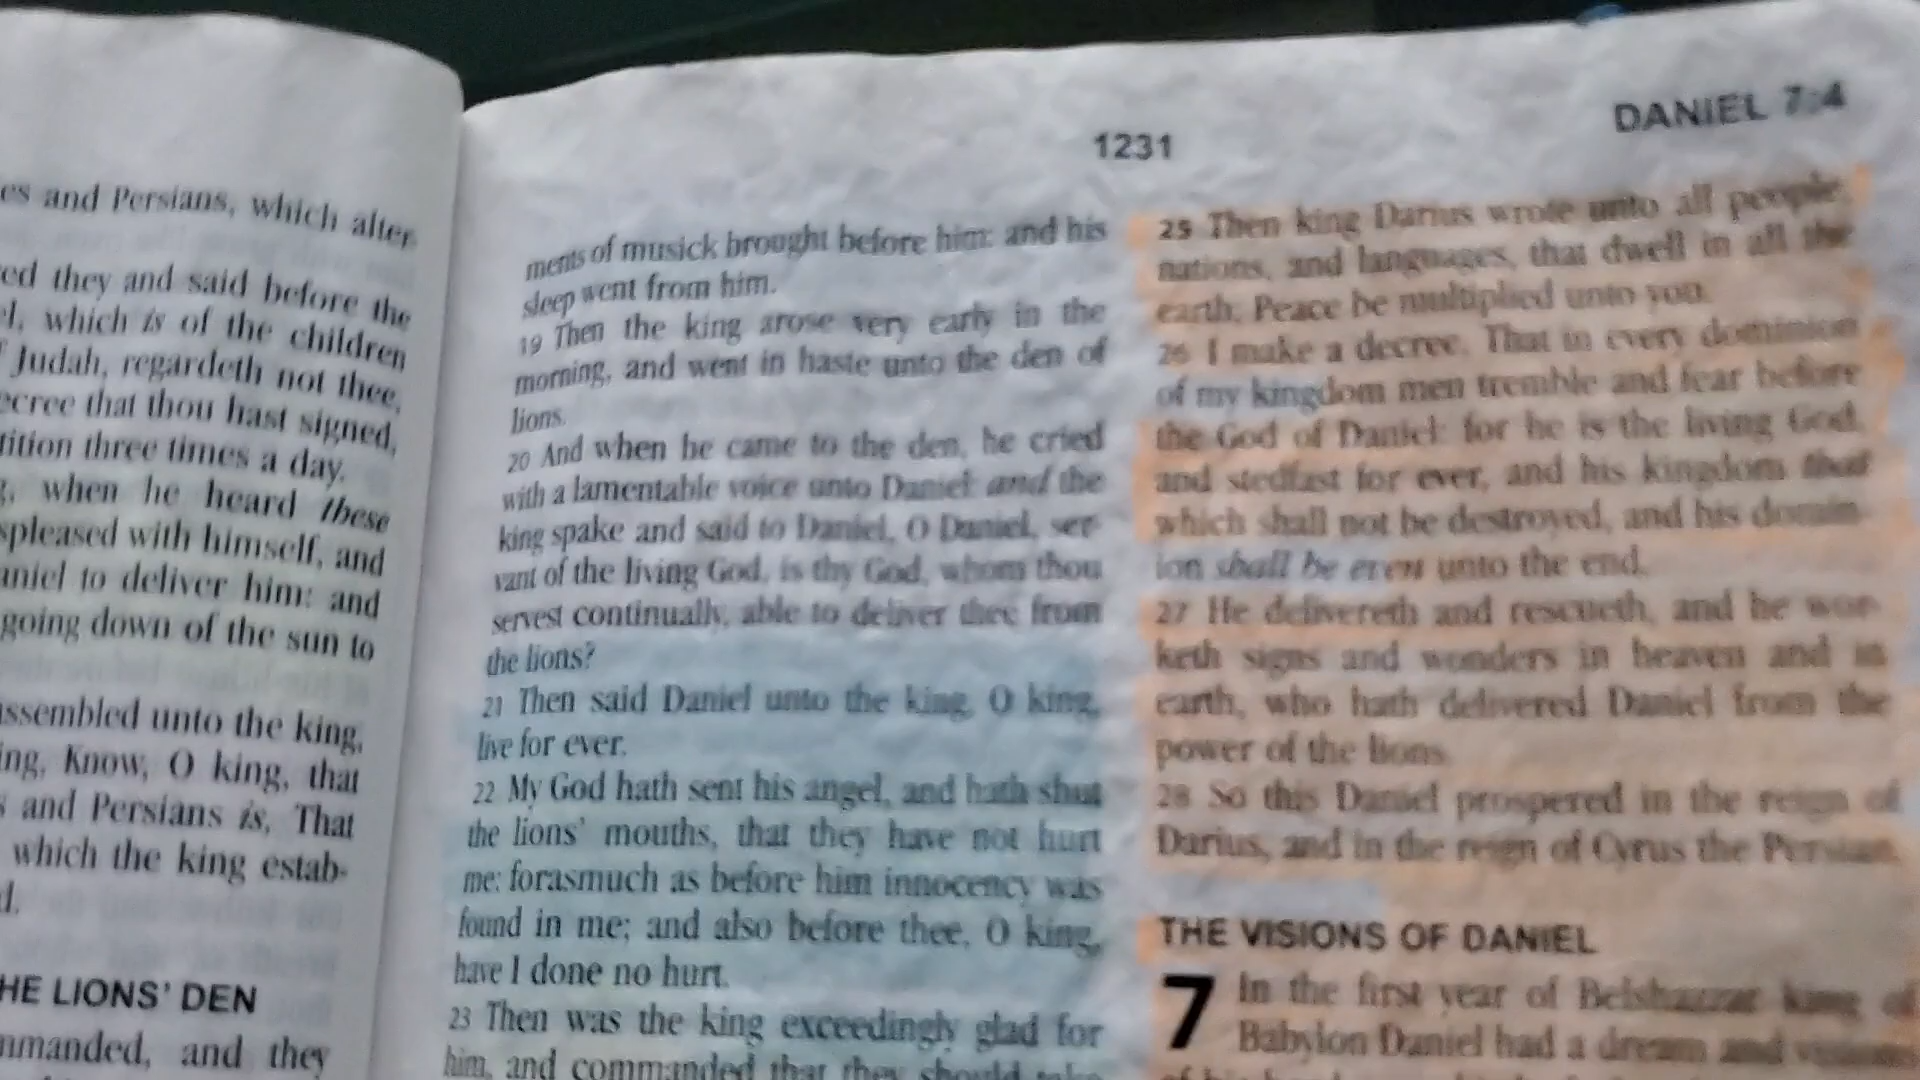 es and Persians, which alter
ed they and said before the
l, which is of the children
Judah, regardeth not thee,
ecree that thou hast signed,
tition three times a day.
g, when he heard these
spleased with himself, and
aniel to deliver him: and
going down of the sun to
assembled unto the king,
ing, Know, O king, that
s and Persians is, That
which the king estab-
d.
HE LIONS' DEN
mmanded, and they
1231
DANIEL 7:4
ments of musick brought before him: and his
sleep went from him.
19 Then the king arose very early in the
morning, and went in haste unto the den of
lions.
20 And when he came to the den, he cried
with a lamentable voice unto Daniel: and the
king spake and said to Daniel, O Daniel, ser-
vant of the living God, is thy God, whom thou
servest continually, able to deliver thee from
the lions?
21 Then said Daniel unto the king, O king,
live for ever.
22 My God hath sent his angel, and hath shut
the lions' mouths, that they have not hurt
me: forasmuch as before him innocency was
found in me; and also before thee, O king,
have I done no hurt.
23 Then was the king exceedingly glad for
him, and commanded that they should take
25 Then king Darius wrote unto all people,
nations, and languages, that dwell in all the
earth; Peace be multiplied unto you.
26 I make a decree, That in every dominion
of my kingdom men tremble and fear before
the God of Daniel: for he is the living God,
and stedfast for ever, and his kingdom that
which shall not be destroyed, and his domin-
ion shall be even unto the end.
27 He delivereth and rescueth, and he wor-
keth signs and wonders in heaven and in
earth, who hath delivered Daniel from the
power of the lions.
28 So this Daniel prospered in the reign of
Darius, and in the reign of Cyrus the Persian.
THE VISIONS OF DANIEL
7 In the first year of Belshazzar king of
Babylon Daniel had a dream and visions